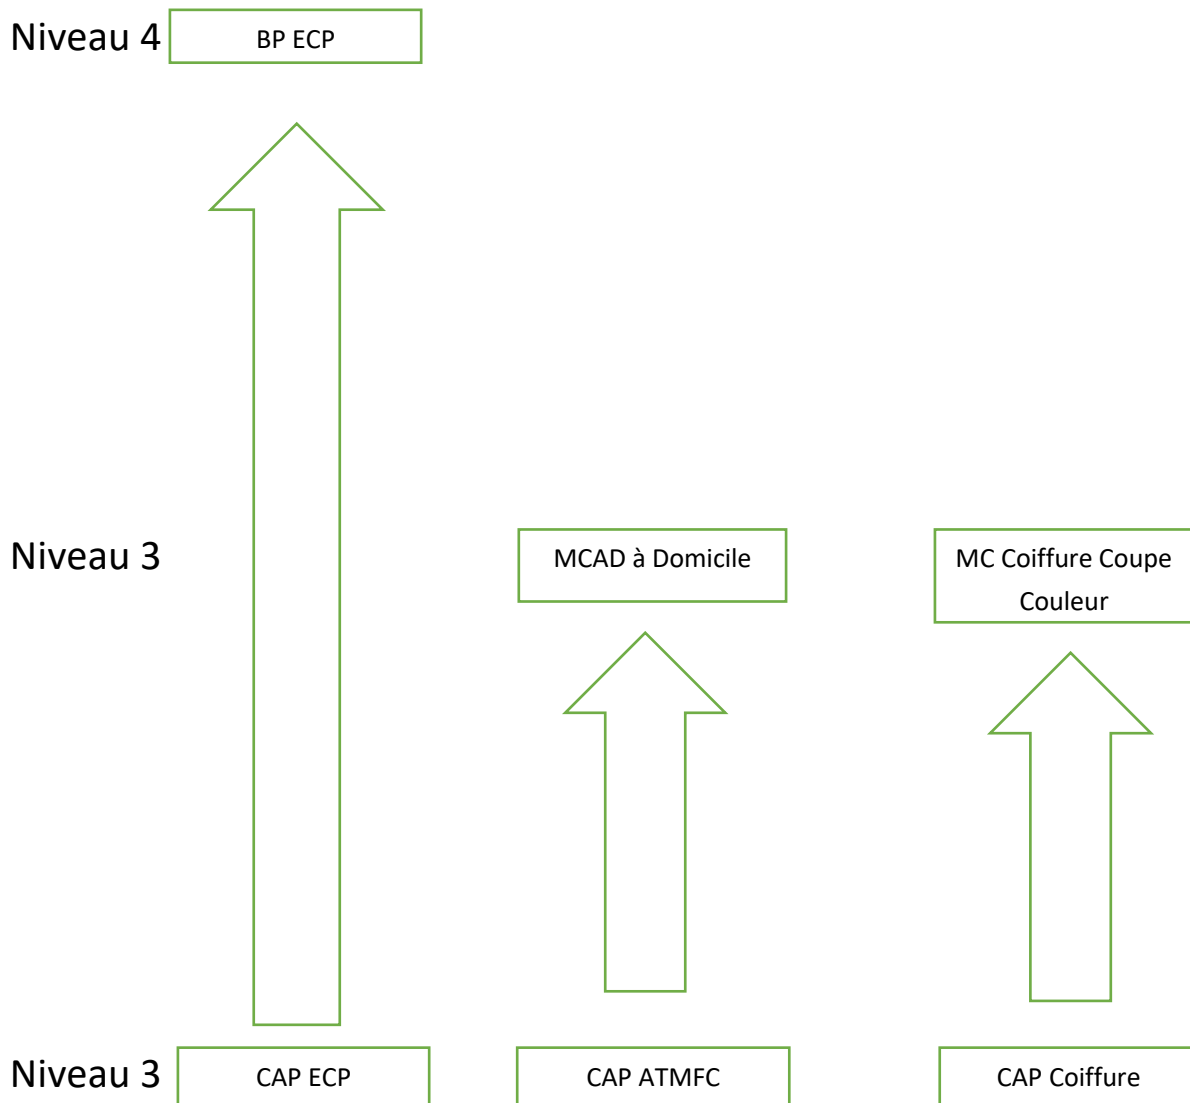 Niveau 4
BP ECP
Niveau 3
MCAD à Domicile
MC Coiffure Coupe
Couleur
Niveau 3
CAP ECP
CAP ATMFC
CAP Coiffure